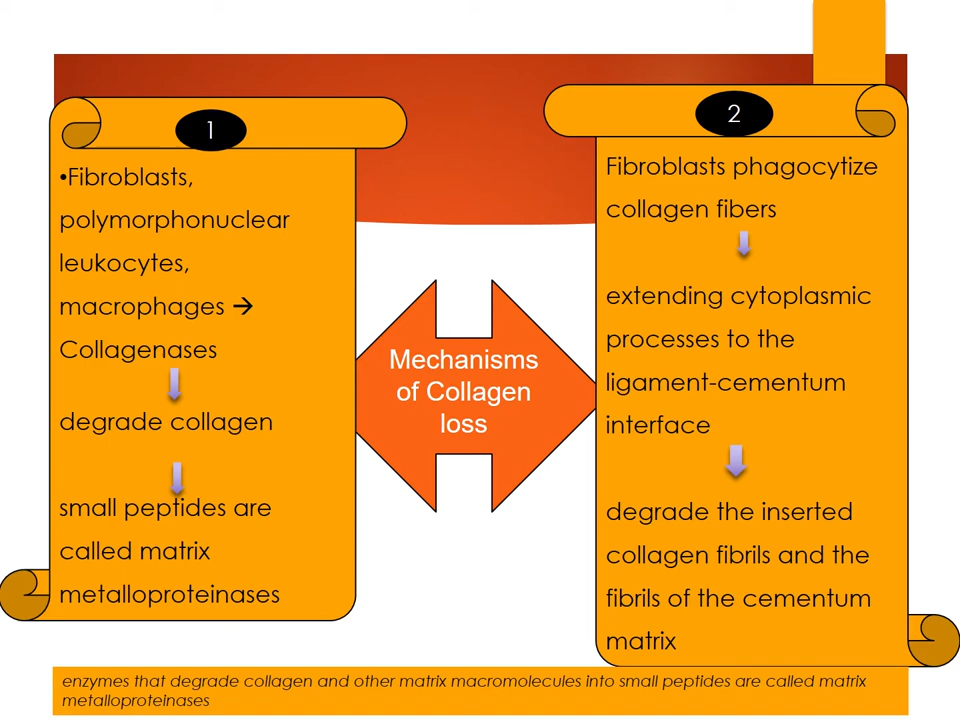 1
•Fibroblasts,
polymorphonuclear
leukocytes,
macrophages →
Collagenases
degrade collagen
small peptides are
called matrix
metalloproteinases
Mechanisms
of Collagen
loss
2
Fibroblasts phagocytize
collagen fibers
extending cytoplasmic
processes to the
ligament-cementum
interface
degrade the inserted
collagen fibrils and the
fibrils of the cementum
matrix
enzymes that degrade collagen and other matrix macromolecules into small peptides are called matrix
metalloproteinases